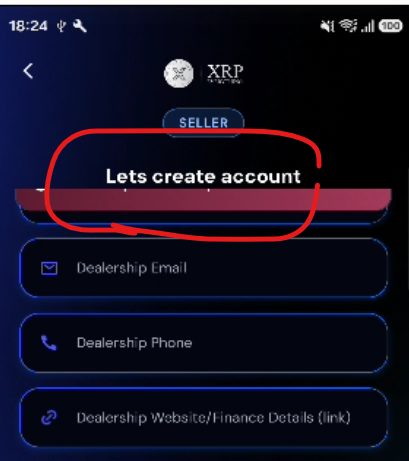 18:24
100
XRP
SELLER
Lets create account
Dealership Email
Dealership Phone
Dealership Website/Finance Details (link)